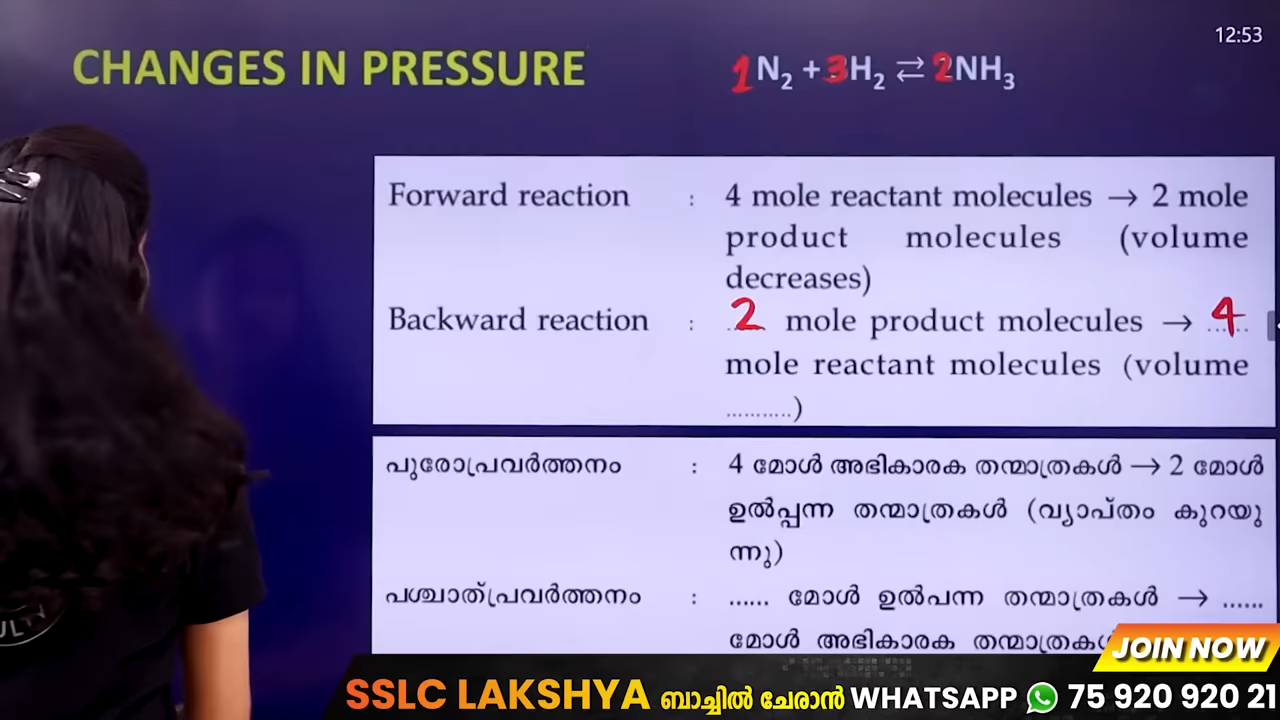 12:53
CHANGES IN PRESSURE
1N₂ + 3H₂ ⇄ 2NH₃
Forward reaction : 4 mole reactant molecules → 2 mole
product molecules (volume
decreases)
Backward reaction : 2 mole product molecules → 4
mole reactant molecules (volume
...........)
പുരോപ്രവർത്തനം : 4 മോൾ അഭികാരക തന്മാത്രകൾ → 2 മോൾ
ഉൽപ്പന്ന തന്മാത്രകൾ (വ്യാപ്തം കുറയു
ന്നു)
പശ്ചാത്പ്രവർത്തനം : ...... മോൾ ഉൽപന്ന തന്മാത്രകൾ → ......
മോൾ അഭികാരക
JOIN NOW
SSLC LAKSHYA ബാച്ചിൽ ചേരാൻ WHATSAPP 75 920 920 21